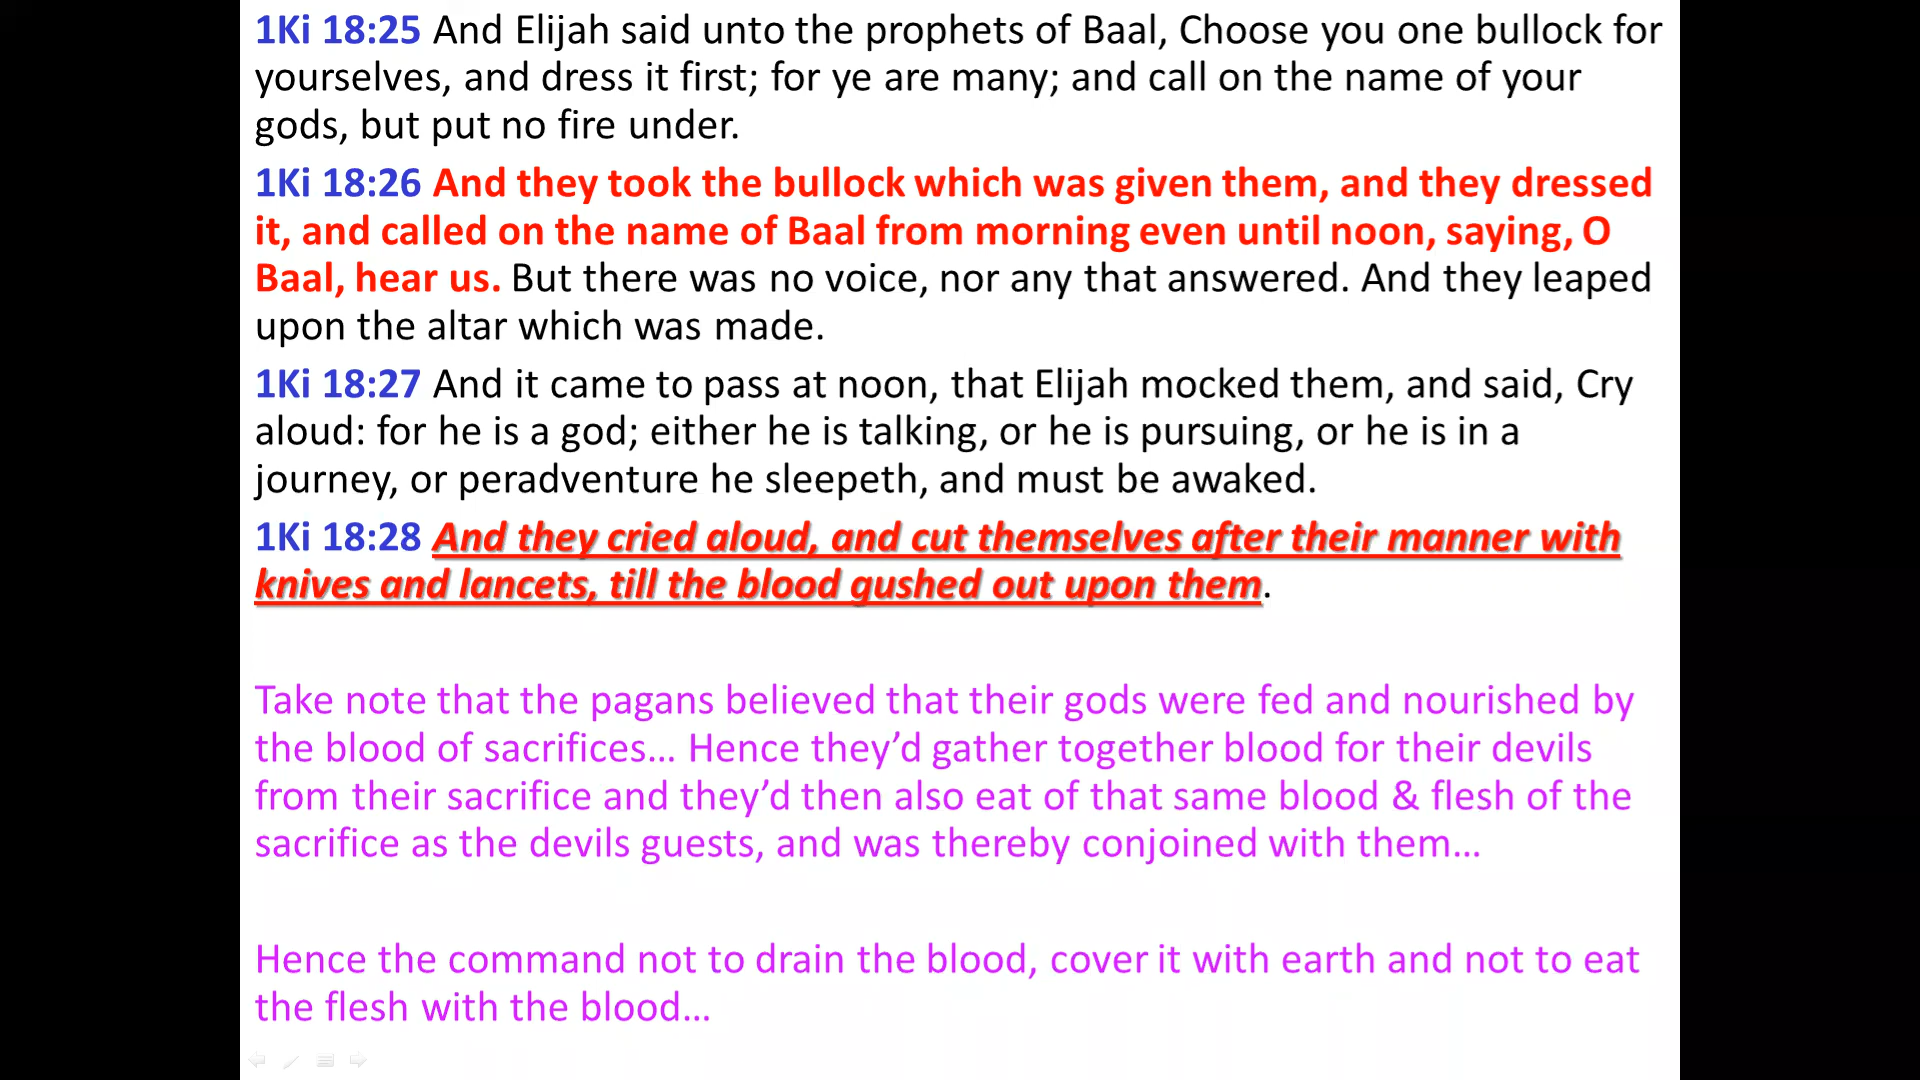 1Ki 18:25 And Elijah said unto the prophets of Baal, Choose you one bullock for
yourselves, and dress it first; for ye are many; and call on the name of your
gods, but put no fire under.
1Ki 18:26 And they took the bullock which was given them, and they dressed
it, and called on the name of Baal from morning even until noon, saying, O
Baal, hear us. But there was no voice, nor any that answered. And they leaped
upon the altar which was made.
1Ki 18:27 And it came to pass at noon, that Elijah mocked them, and said, Cry
aloud: for he is a god; either he is talking, or he is pursuing, or he is in a
journey, or peradventure he sleepeth, and must be awaked.
1Ki 18:28 And they cried aloud, and cut themselves after their manner with
knives and lancets, till the blood gushed out upon them.
Take note that the pagans believed that their gods were fed and nourished by
the blood of sacrifices… Hence they’d gather together blood for their devils
from their sacrifice and they’d then also eat of that same blood & flesh of the
sacrifice as the devils guests, and was thereby conjoined with them…
Hence the command not to drain the blood, cover it with earth and not to eat
the flesh with the blood…